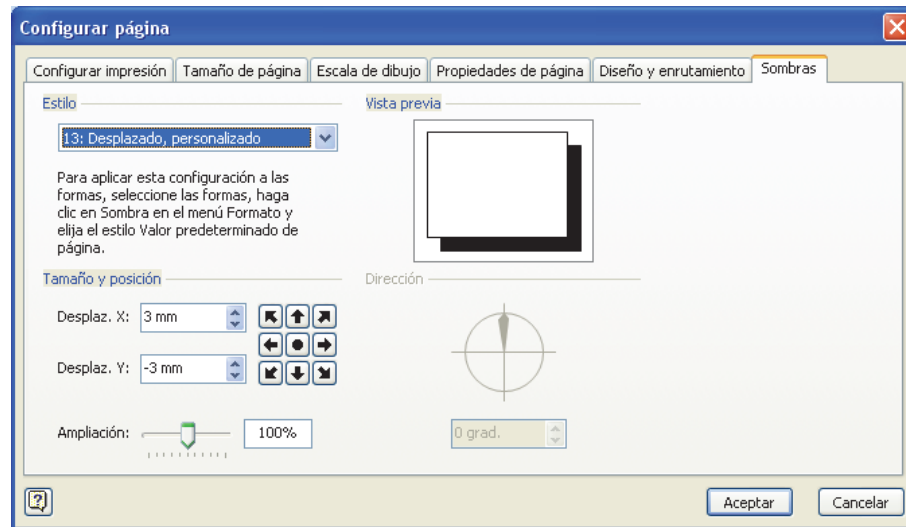 Configurar página
Configurar impresión Tamaño de página Escala de dibujo Propiedades de página Diseño y enrutamiento Sombras
Estilo
13: Desplazado, personalizado
Para aplicar esta configuración a las
formas, seleccione las formas, haga
clic en Sombra en el menú Formato y
elija el estilo Valor predeterminado de
página.
Vista previa
Tamaño y posición
Desplaz. X: 3 mm
Desplaz. Y: -3 mm
Ampliación: 100%
Dirección
0 grad.
?
Aceptar Cancelar